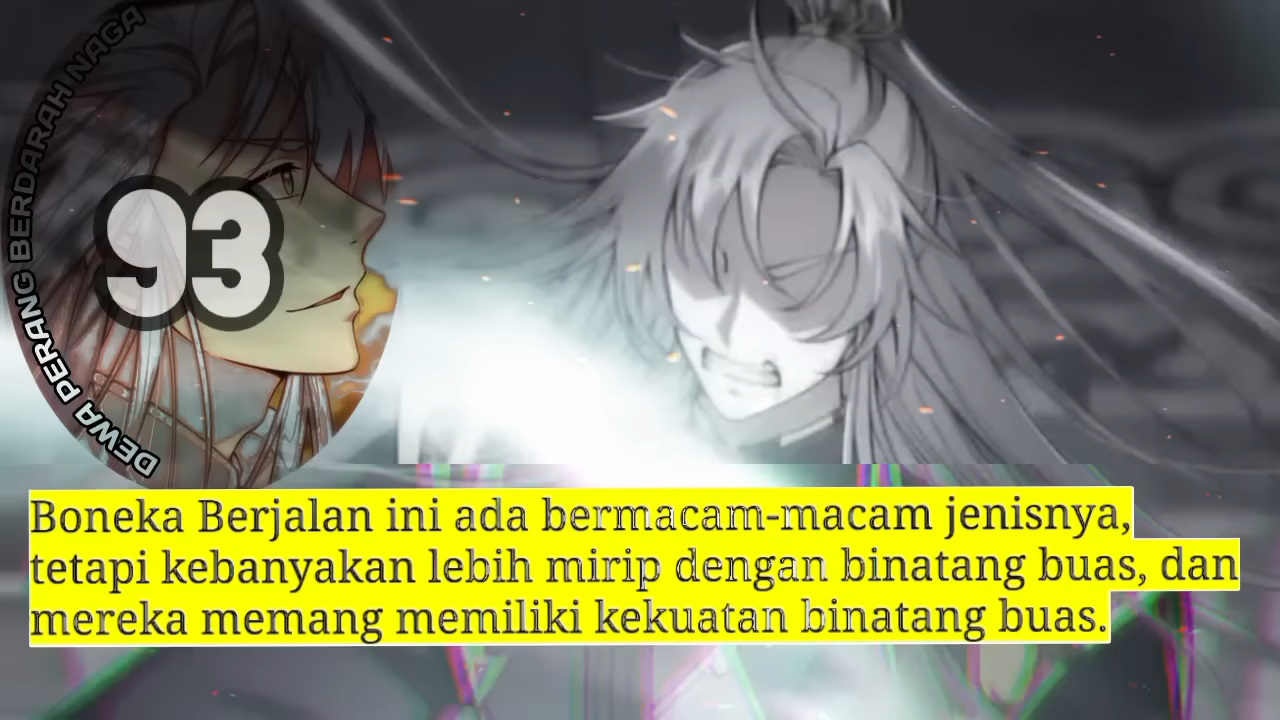 DEWA PERANG BERDARAH NAGA
93
Boneka Berjalan ini ada bermacam-macam jenisnya,
tetapi kebanyakan lebih mirip dengan binatang buas, dan
mereka memang memiliki kekuatan binatang buas.